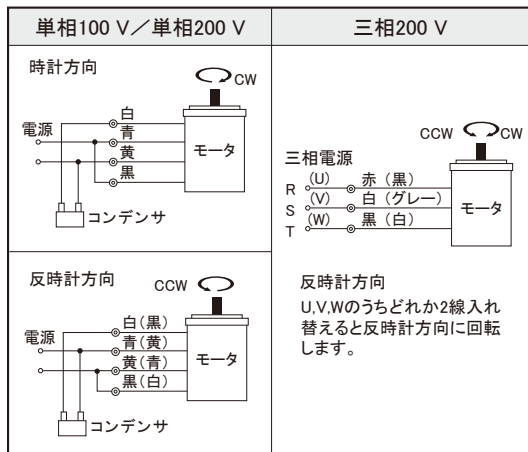 単相100 V／単相200 V
時計方向
CW
白
電源
青
黄
モータ
黒
コンデンサ
反時計方向
CCW
白(黒)
電源
青(黄)
黄(青)
モータ
黒(白)
コンデンサ
三相200 V
CCW
CW
三相電源
R
(U)
赤(黒)
S
(V)
白(グレー)
モータ
T
(W)
黒(白)
反時計方向
U,V,Wのうちどれか2線入れ
替えると反時計方向に回転
します。